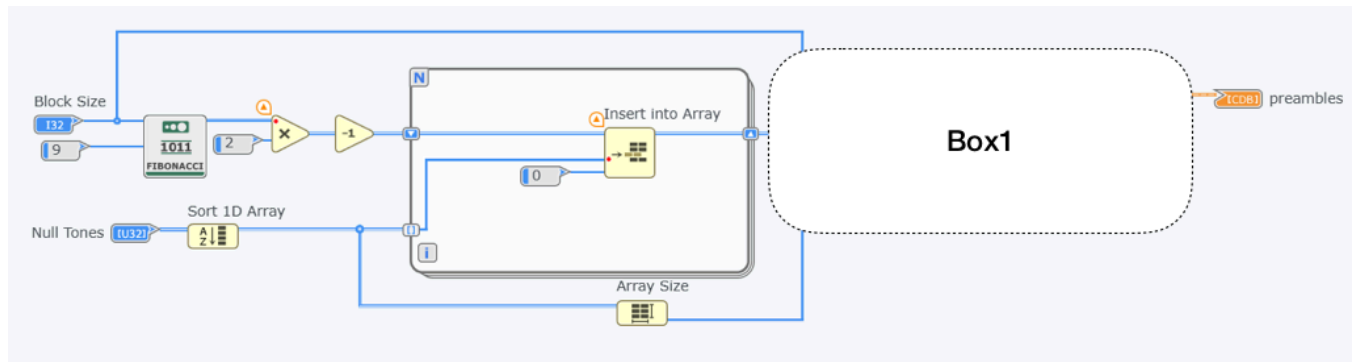 Block Size
I32
9
1011
FIBONACCI
2
×
-1
N
Insert into Array
0
i
Box1
[CDB]
preambles
Null Tones
[U32]
Sort 1D Array
A
Z
Array Size